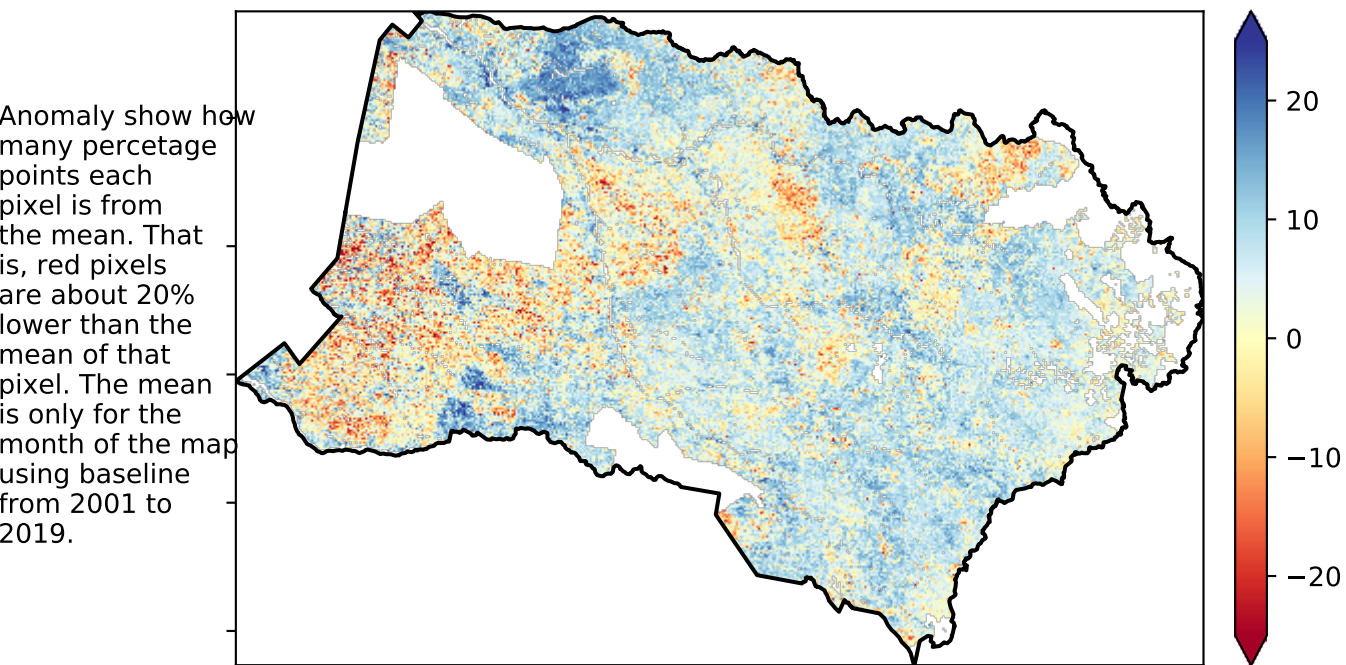 Anomaly show how
many percetage
points each
pixel is from
the mean. That
is, red pixels
are about 20%
lower than the
mean of that
pixel. The mean
is only for the
month of the map
using baseline
from 2001 to
2019.
20
10
0
−10
−20